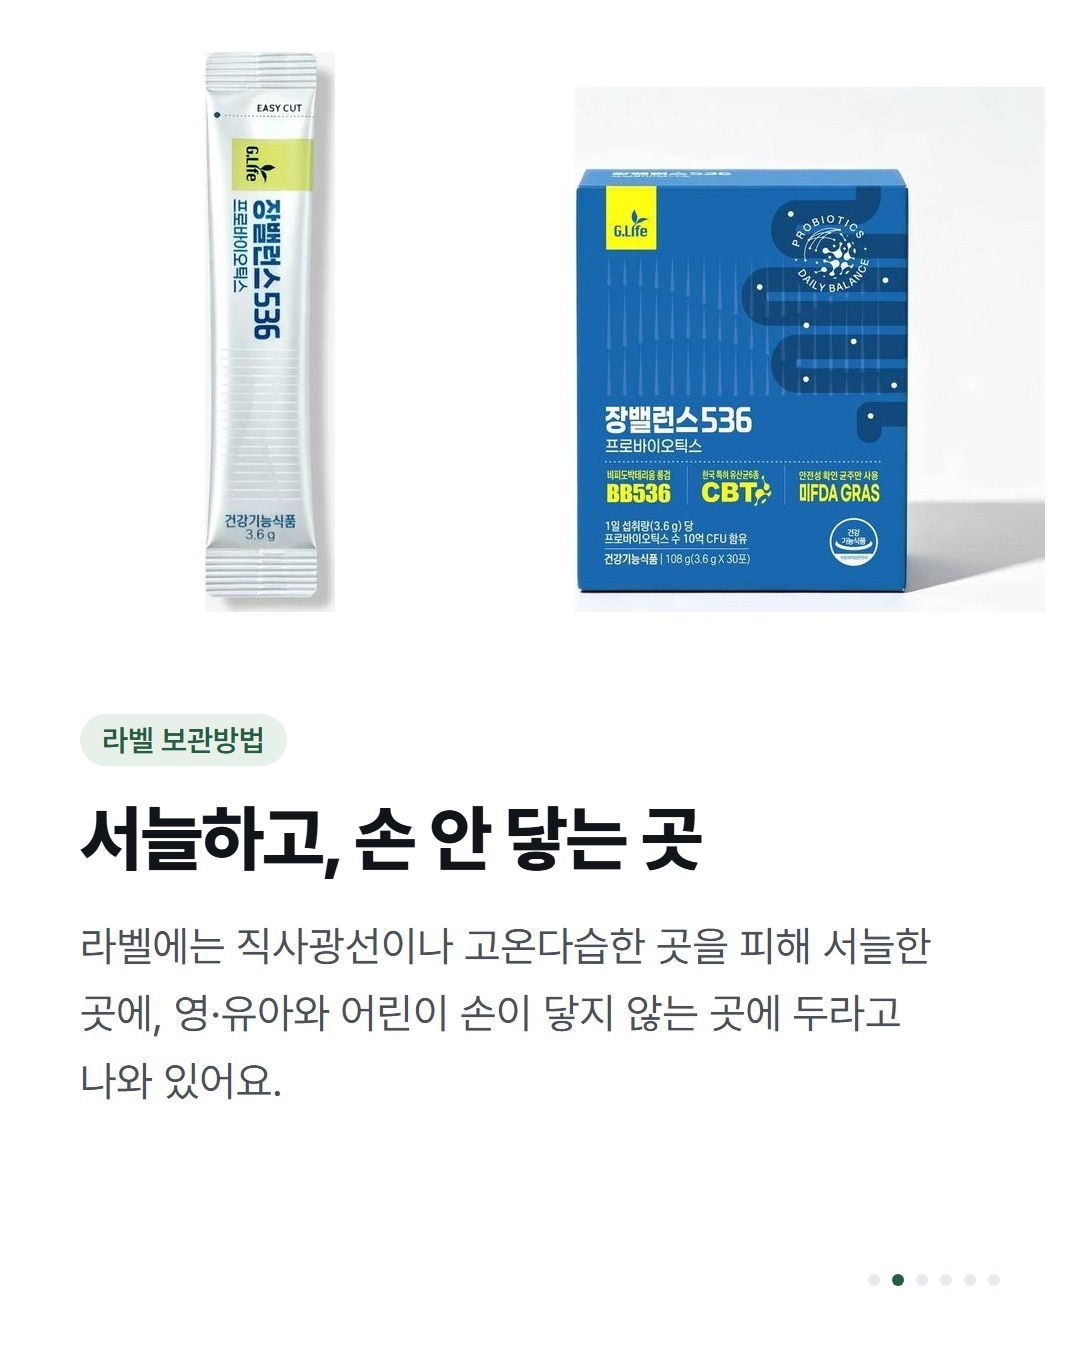 EASY CUT
G.Life
장밸런스536
프로바이오틱스
건강기능식품
3.6 g
장밸런스536
G.Life
PROBIOTICS
DAILY BALANCE
장밸런스536
프로바이오틱스
비피도박테리움 롱검
BB536
한국 특허 유산균6종
CBT
안전성 확인 균주만 사용
미FDA GRAS
1일 섭취량(3.6 g) 당
프로바이오틱스 수 10억 CFU 함유
건강기능식품 | 108 g(3.6 g X 30포)
건강
기능식품
라벨 보관방법
서늘하고, 손 안 닿는 곳
라벨에는 직사광선이나 고온다습한 곳을 피해 서늘한
곳에, 영·유아와 어린이 손이 닿지 않는 곳에 두라고
나와 있어요.